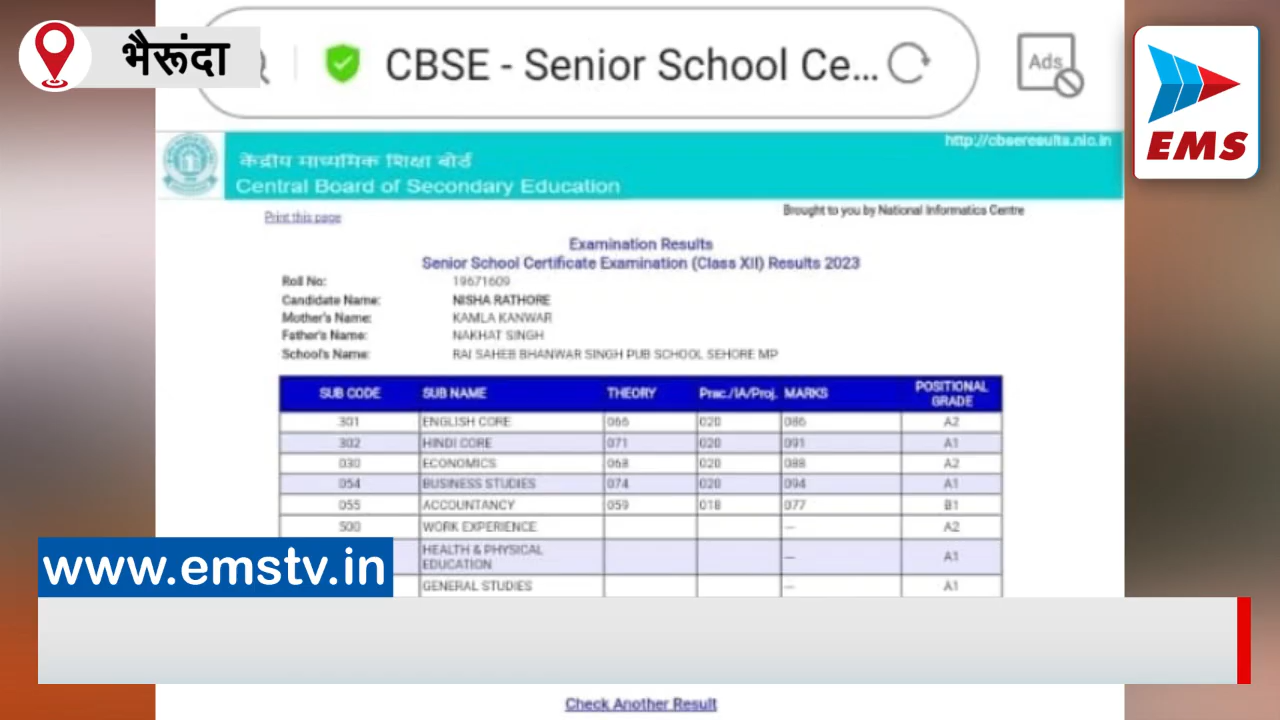 भैरूंदा
CBSE - Senior School Ce...
Ads
EMS
http://cbseresults.nic.in
केंद्रीय माध्यमिक शिक्षा बोर्ड
Central Board of Secondary Education
Print this page
Brought to you by National Informatics Centre
Examination Results
Senior School Certificate Examination (Class XII) Results 2023
Roll No: 19671609
Candidate Name: NISHA RATHORE
Mother's Name: KAMLA KANWAR
Father's Name: NAKHAT SINGH
School's Name: RAI SAHEB BHANWAR SINGH PUB SCHOOL SEHORE MP
SUB CODE SUB NAME THEORY Prac./IA/Proj. MARKS POSITIONAL GRADE
301 ENGLISH CORE 066 020 086 A2
302 HINDI CORE 071 020 091 A1
030 ECONOMICS 068 020 088 A2
054 BUSINESS STUDIES 074 020 094 A1
055 ACCOUNTANCY 059 018 077 B1
500 WORK EXPERIENCE --- A2
HEALTH & PHYSICAL EDUCATION --- A1
GENERAL STUDIES --- A1
www.emstv.in
Check Another Result